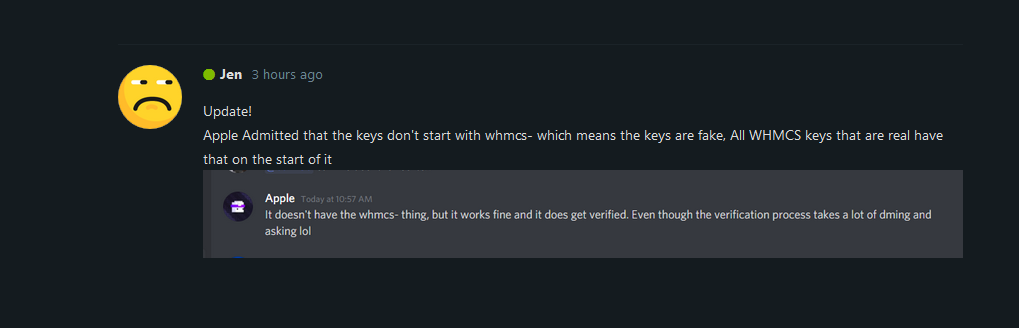 Jen 3 hours ago
Update!
Apple Admitted that the keys don't start with whmcs- which means the keys are fake, All WHMCS keys that are real have
that on the start of it
Apple Today at 10:57 AM
It doesn't have the whmcs- thing, but it works fine and it does get verified. Even though the verification process takes a lot of dming and
asking lol